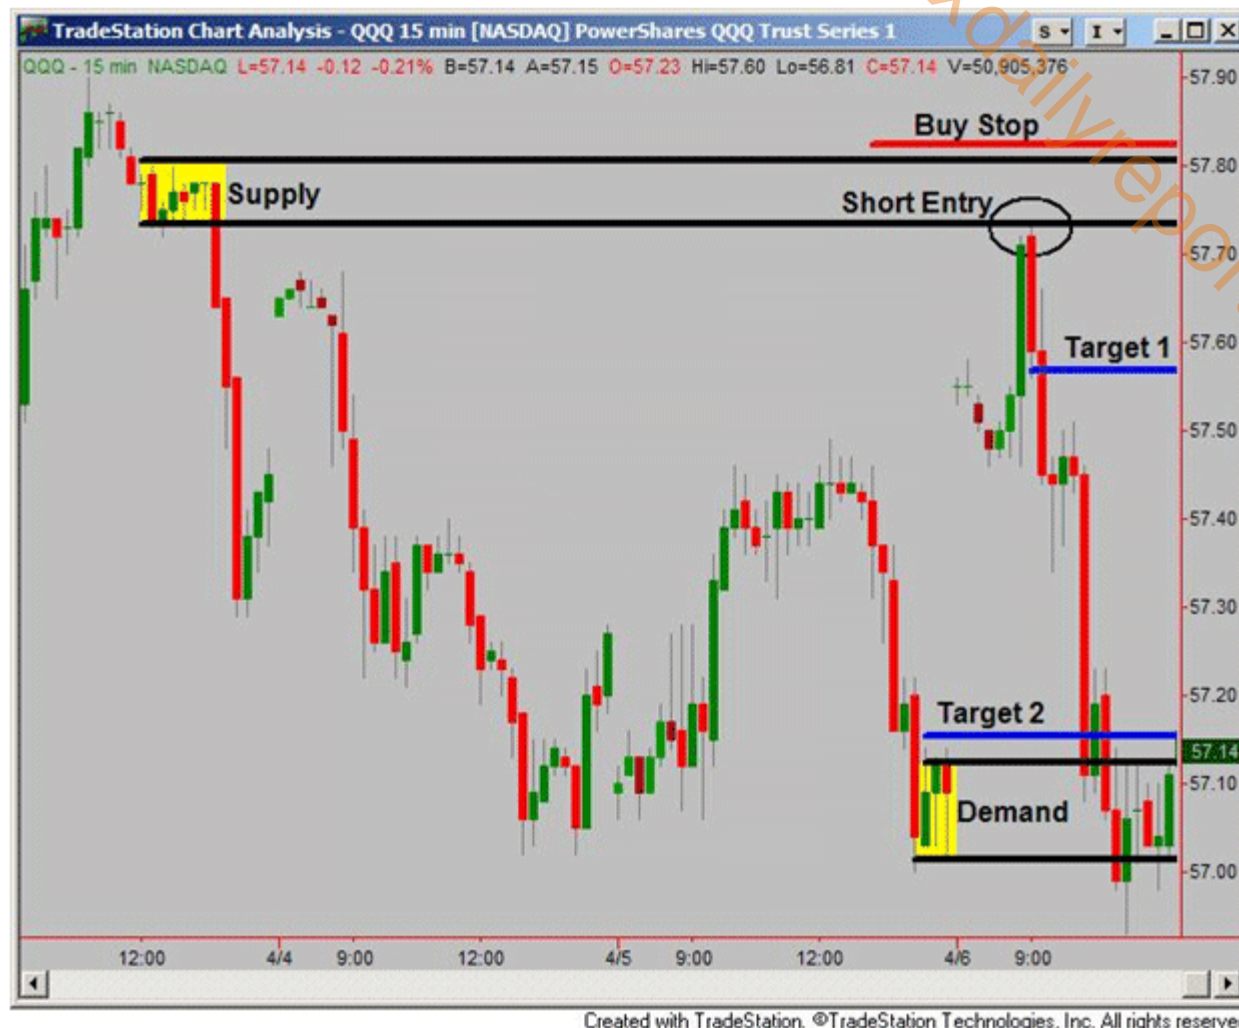 TradeStation Chart Analysis - QQQ 15 min [NASDAQ] PowerShares QQQ Trust Series 1
S I
QQQ - 15 min NASDAQ L=57.14 -0.12 -0.21% B=57.14 A=57.15 O=57.23 Hi=57.60 Lo=56.81 C=57.14 V=50,905,376
57.90
Buy Stop
57.80
Supply
Short Entry
57.70
57.60
Target 1
57.50
57.40
57.30
57.20
Target 2
57.14
57.10
Demand
57.00
12:00 4/4 9:00 12:00 4/5 9:00 12:00 4/6 9:00
Created with TradeStation. ©TradeStation Technologies, Inc. All rights reserve
xdailyrepor